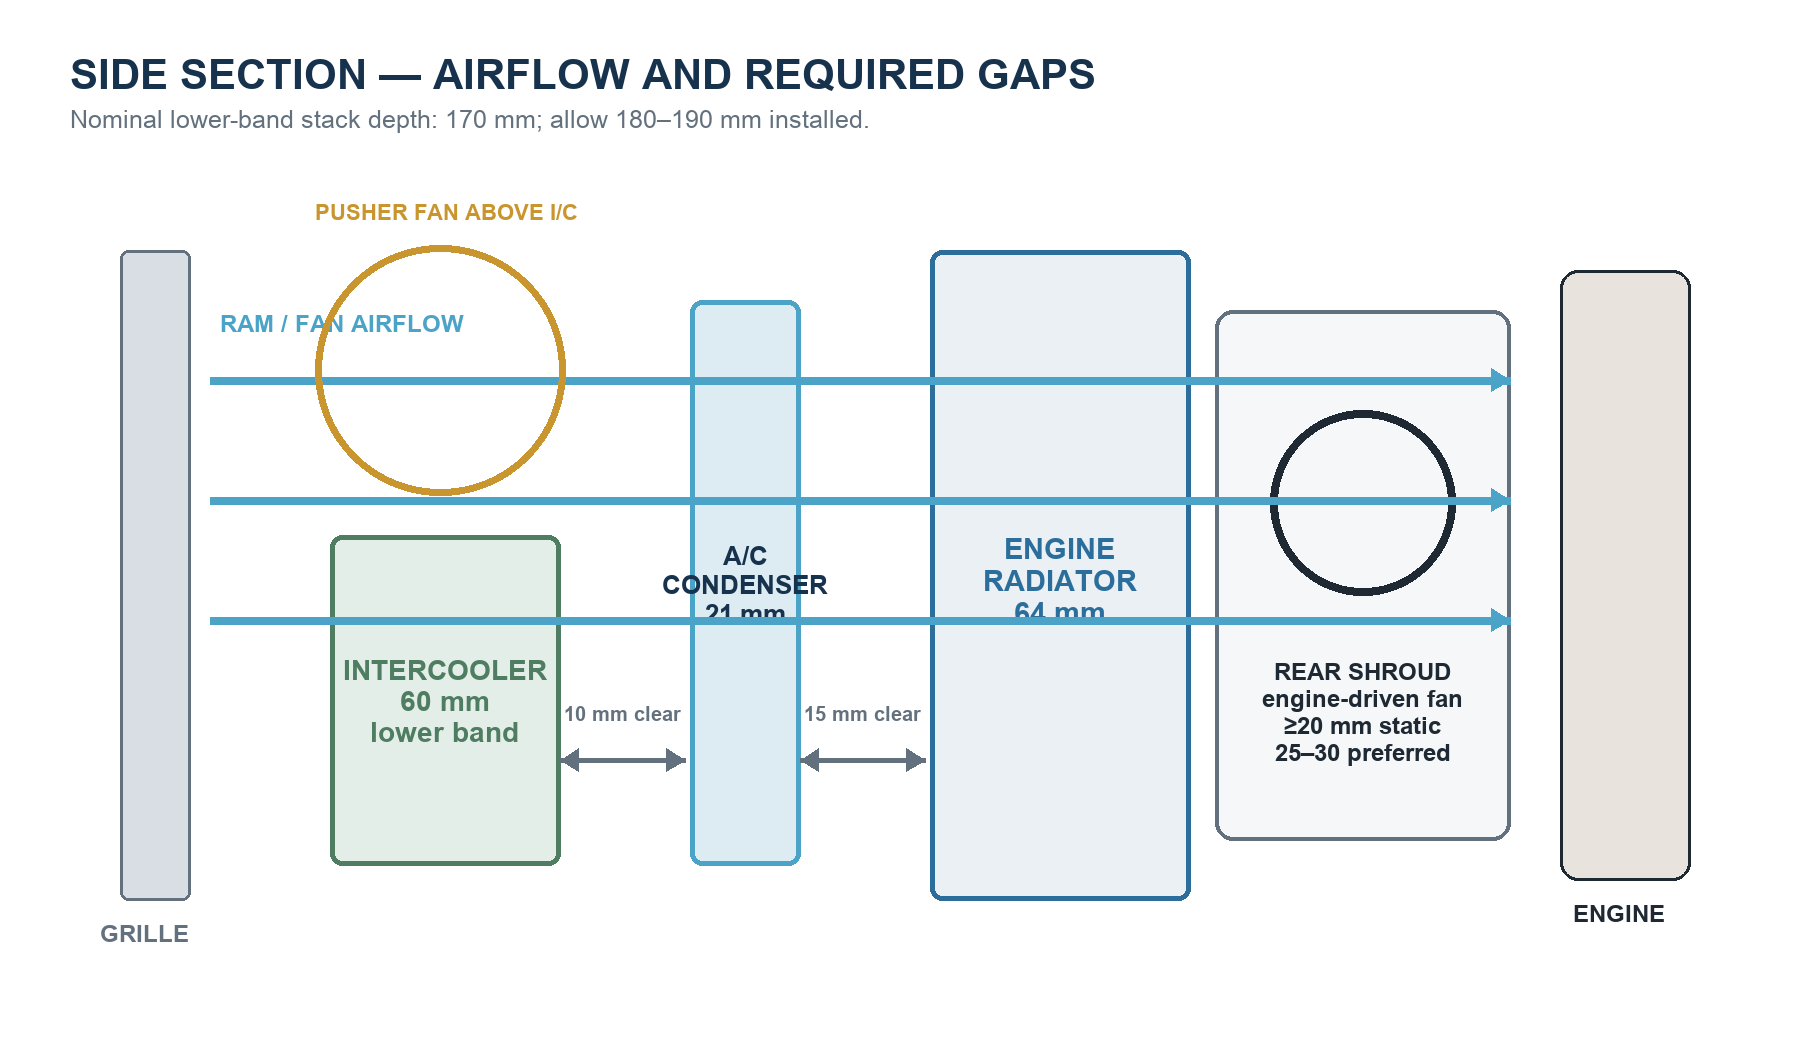 SIDE SECTION — AIRFLOW AND REQUIRED GAPS
Nominal lower-band stack depth: 170 mm; allow 180–190 mm installed.
PUSHER FAN ABOVE I/C
RAM / FAN AIRFLOW
A/C
CONDENSER
21 mm
ENGINE
RADIATOR
64 mm
INTERCOOLER
60 mm
lower band
10 mm clear
15 mm clear
REAR SHROUD
engine-driven fan
≥20 mm static
25–30 preferred
GRILLE
ENGINE